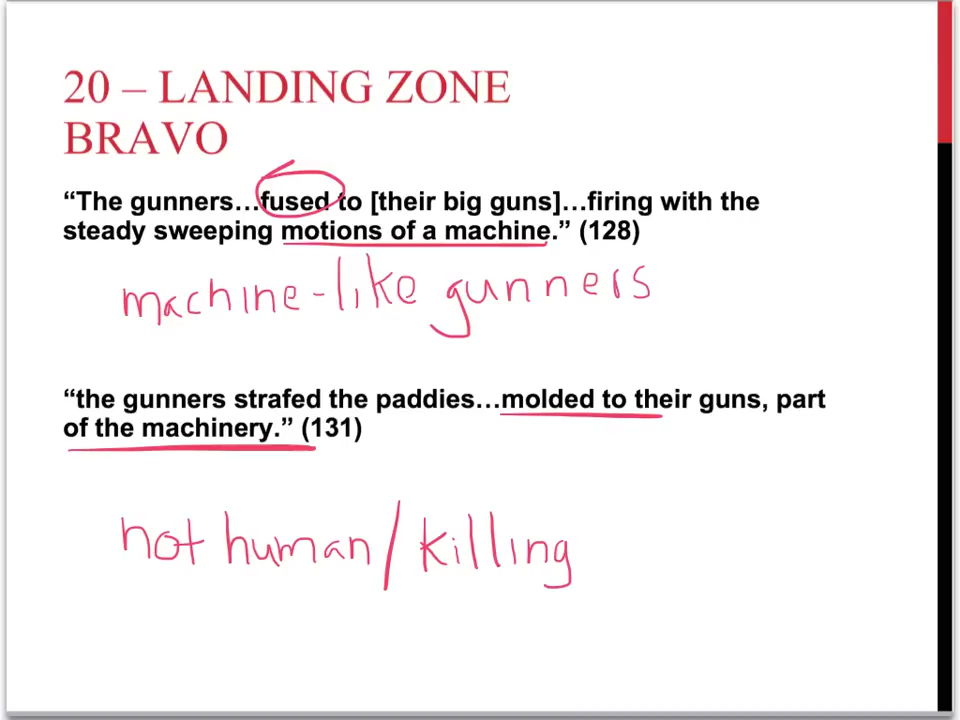 20 – LANDING ZONE
BRAVO
“The gunners…fused to [their big guns]…firing with the
steady sweeping motions of a machine.” (128)
machine-like gunners
“the gunners strafed the paddies…molded to their guns, part
of the machinery.” (131)
not human/killing